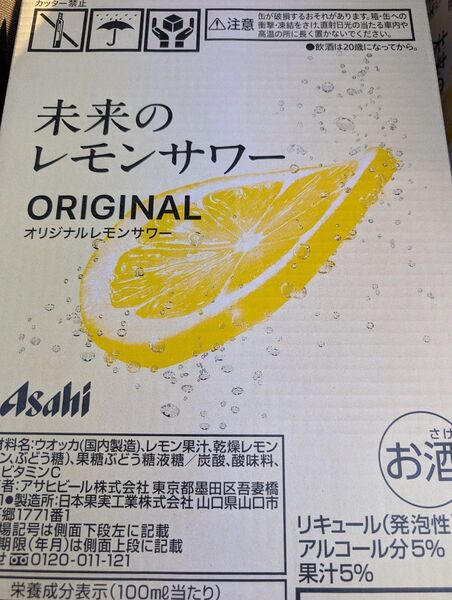 カッター禁止
⚠注意
缶が破損するおそれがあります。箱・缶への
衝撃・凍結をさけ、直射日光の当たる車内や
高温の所に長く置かないでください。
●飲酒は20歳になってから。
未来の
レモンサワー
ORIGINAL
オリジナルレモンサワー
Asahi
材料名:ウオッカ(国内製造)、レモン果汁、乾燥レモン
ン、ぶどう糖)、果糖ぶどう糖液糖/炭酸、酸味料、
ビタミンC
者:アサヒビール株式会社 東京都墨田区吾妻橋
1●製造所:日本果実工業株式会社 山口県山口市
郷1771番1
場記号は側面下段左に記載
期限(年月)は側面上段に記載
せ 0120-011-121
栄養成分表示(100mℓ当たり)
さけ
お酒
リキュール(発泡性)
アルコール分5%
果汁5%